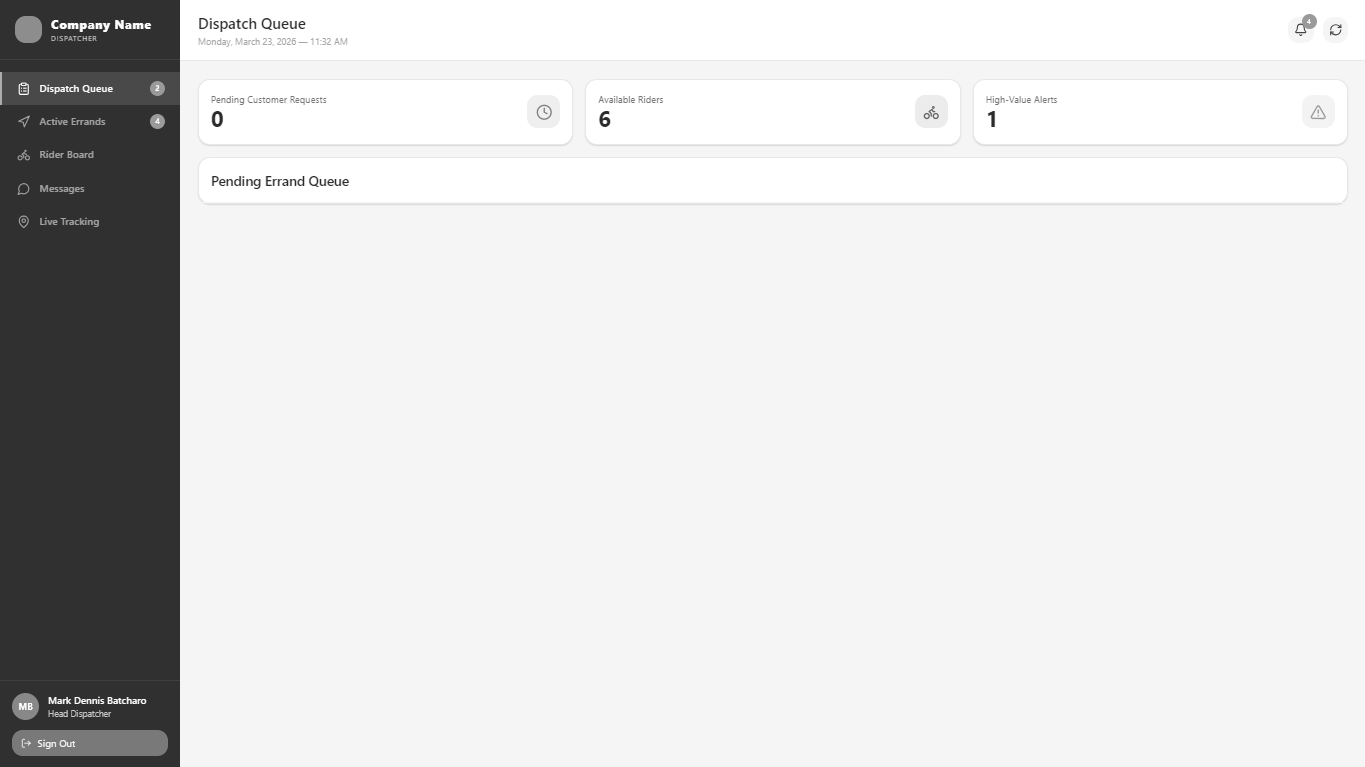 Company Name
DISPATCHER
Dispatch Queue 2
Active Errands 4
Rider Board
Messages
Live Tracking
MB
Mark Dennis Batcharo
Head Dispatcher
Sign Out
Dispatch Queue
Monday, March 23, 2026 — 11:32 AM
4
Pending Customer Requests
0
Available Riders
6
High-Value Alerts
1
Pending Errand Queue